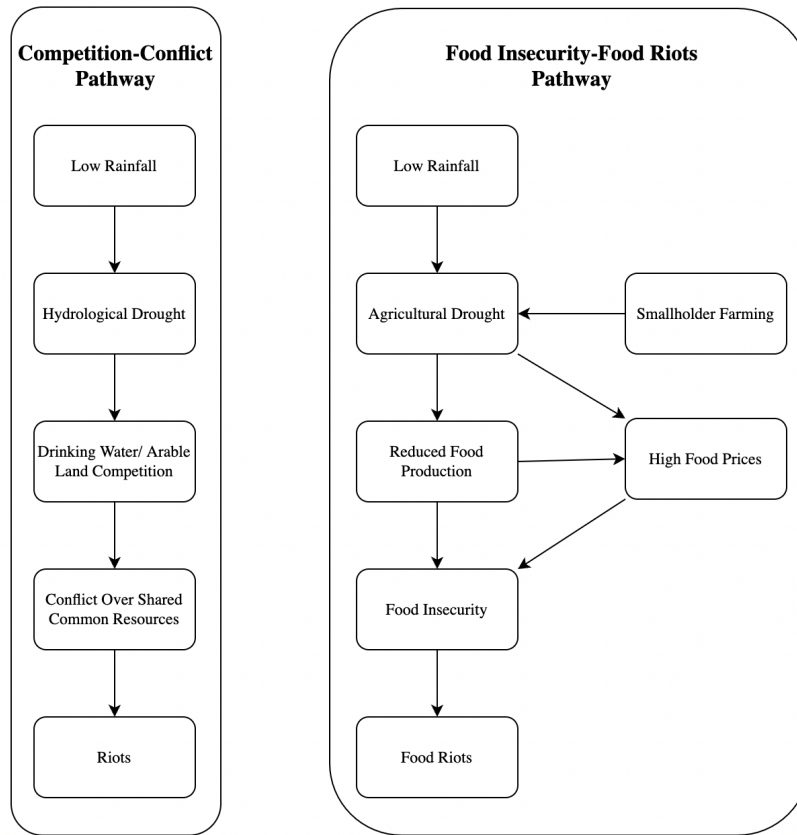 Competition-Conflict
Pathway
Low Rainfall
Hydrological Drought
Drinking Water/ Arable
Land Competition
Conflict Over Shared
Common Resources
Riots
Food Insecurity-Food Riots
Pathway
Low Rainfall
Agricultural Drought
Smallholder Farming
Reduced Food
Production
High Food Prices
Food Insecurity
Food Riots